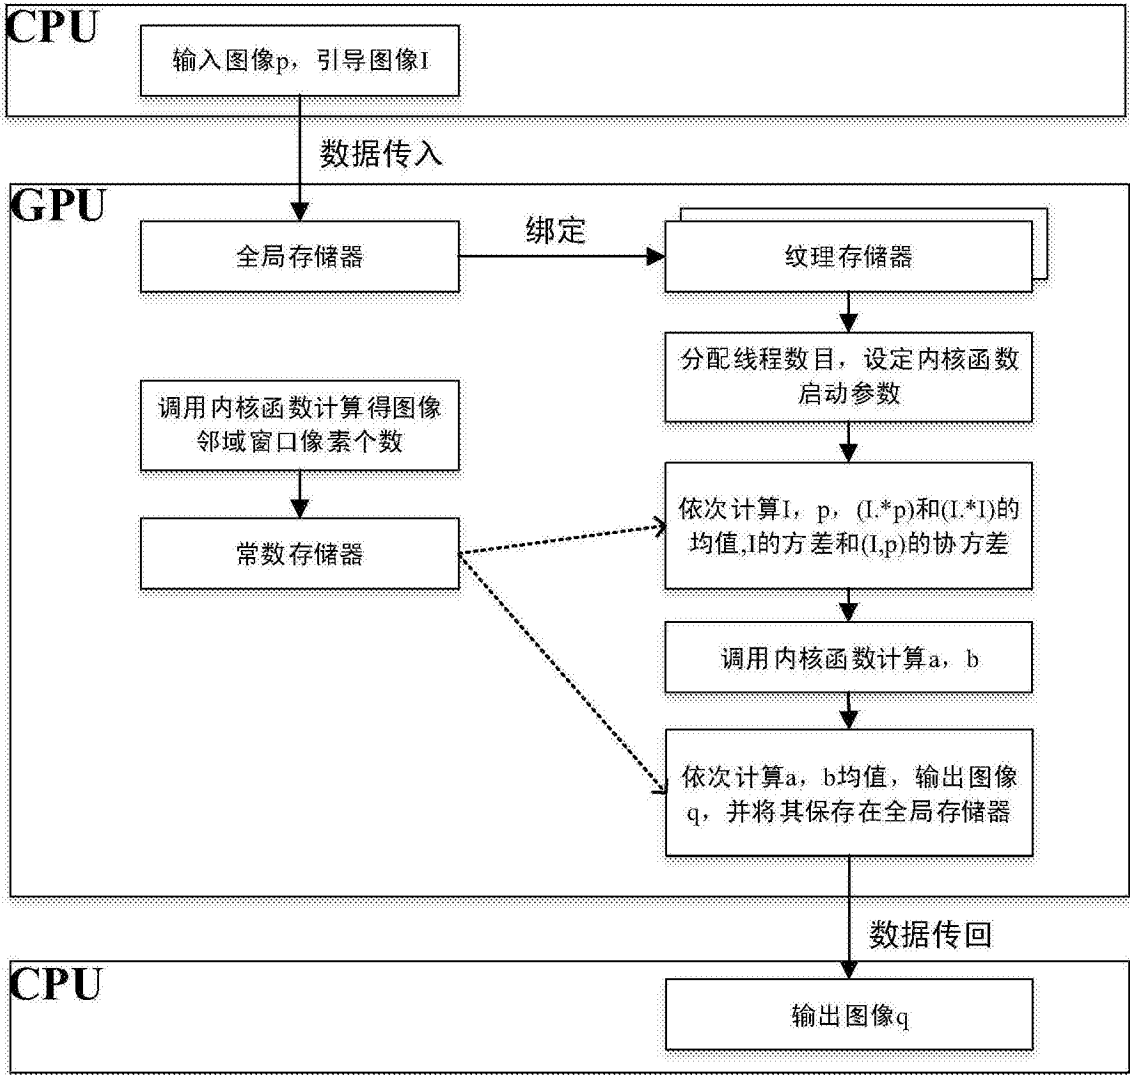 CPU
输入图像p，引导图像I
数据传入
GPU
全局存储器
绑定
纹理存储器
分配线程数目，设定内核函数
启动参数
调用内核函数计算得图像
邻域窗口像素个数
常数存储器
依次计算I，p，(I.*p)和(I.*I)的
均值,I的方差和(I,p)的协方差
调用内核函数计算a，b
依次计算a，b均值，输出图像
q，并将其保存在全局存储器
数据传回
CPU
输出图像q